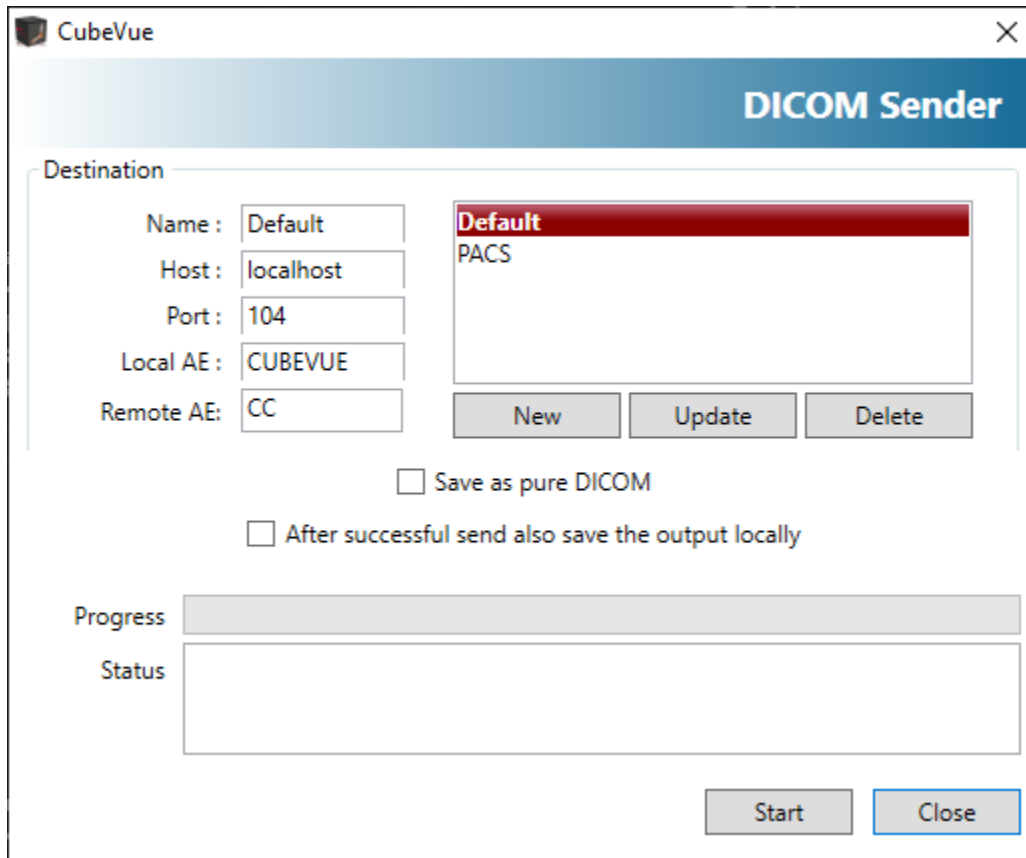 CubeVue
DICOM Sender
Destination
Name : Default
Host : localhost
Port : 104
Local AE : CUBEVUE
Remote AE: CC
Default
PACS
New Update Delete
Save as pure DICOM
After successful send also save the output locally
Progress
Status
Start Close